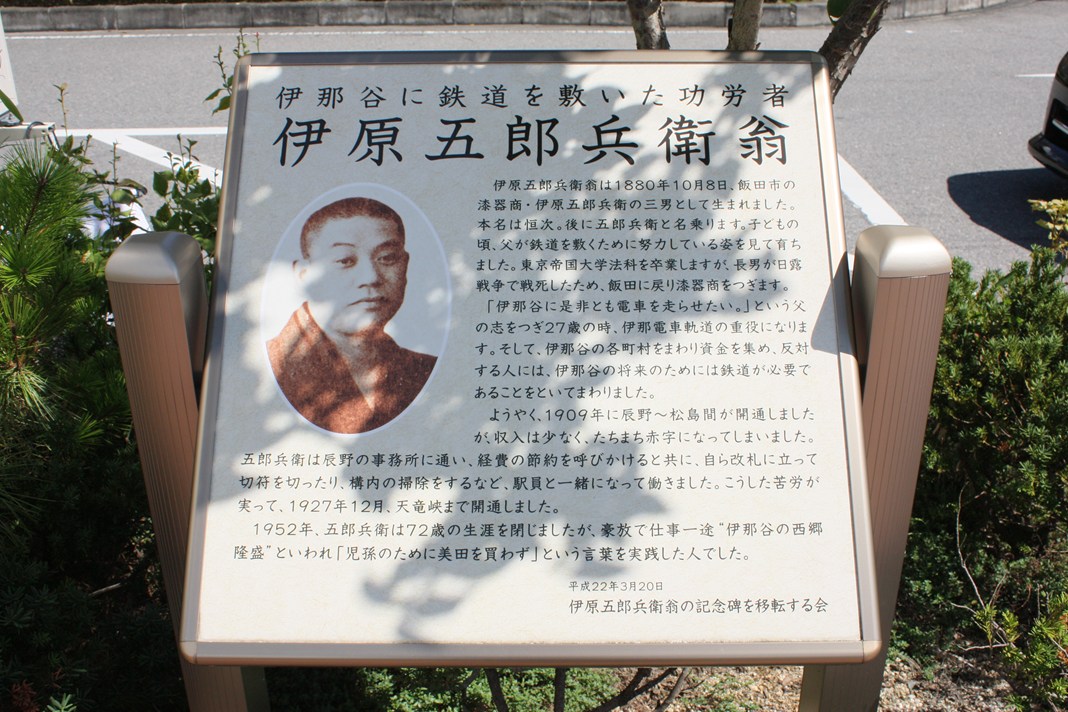 伊那谷に鉄道を敷いた功労者
伊原五郎兵衛翁
伊原五郎兵衛翁は1880年10月8日、飯田市の
漆器商・伊原五郎兵衛の三男として生まれました。
本名は恒次。後に五郎兵衛と名乗ります。子どもの
頃、父が鉄道を敷くために努力している姿を見て育ち
ました。東京帝国大学法科を卒業しますが、長男が日露
戦争で戦死したため、飯田に戻り漆器商をつぎます。
「伊那谷に是非とも電車を走らせたい。」という父
の志をつぎ27歳の時、伊那電車軌道の重役になりま
す。そして、伊那谷の各町村をまわり資金を集め、反対
する人には、伊那谷の将来のためには鉄道が必要で
あることをといてまわりました。
ようやく、1909年に辰野～松島間が開通しました
が、収入は少なく、たちまち赤字になってしまいました。
五郎兵衛は辰野の事務所に通い、経費の節約を呼びかけると共に、自ら改札に立って
切符を切ったり、構内の掃除をするなど、駅員と一緒になって働きました。こうした苦労が
実って、1927年12月、天竜峡まで開通しました。
1952年、五郎兵衛は72歳の生涯を閉じましたが、豪放で仕事一途“伊那谷の西郷
隆盛”といわれ「児孫のために美田を買わず」という言葉を実践した人でした。
平成22年3月20日
伊原五郎兵衛翁の記念碑を移転する会